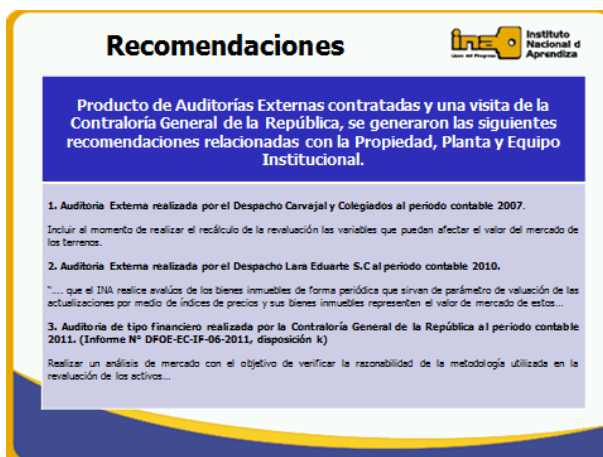 Recomendaciones
ina
Llave del Progreso
Instituto
Nacional d
Aprendiza
Producto de Auditorías Externas contratadas y una visita de la
Contraloría General de la República, se generaron las siguientes
recomendaciones relacionadas con la Propiedad, Planta y Equipo
Institucional.
1. Auditoria Externa realizada por el Despacho Carvajal y Colegiados al periodo contable 2007.
Incluir al momento de realizar el recálculo de la revaluación las variables que puedan afectar el valor del mercado de
los terrenos.
2. Auditoria Externa realizada por el Despacho Lara Eduarte S.C al periodo contable 2010.
"…. que el INA realice avalúos de los bienes inmuebles de forma periódica que sirvan de parámetro de valuación de las
actualizaciones por medio de índices de precios y sus bienes inmuebles representen el valor de mercado de estos…
3. Auditoria de tipo financiero realizada por la Contraloría General de la República al periodo contable
2011. (Informe N° DFOE-EC-IF-06-2011, disposición k)
Realizar un análisis de mercado con el objetivo de verificar la razonabilidad de la metodología utilizada en la
revaluación de los activos…